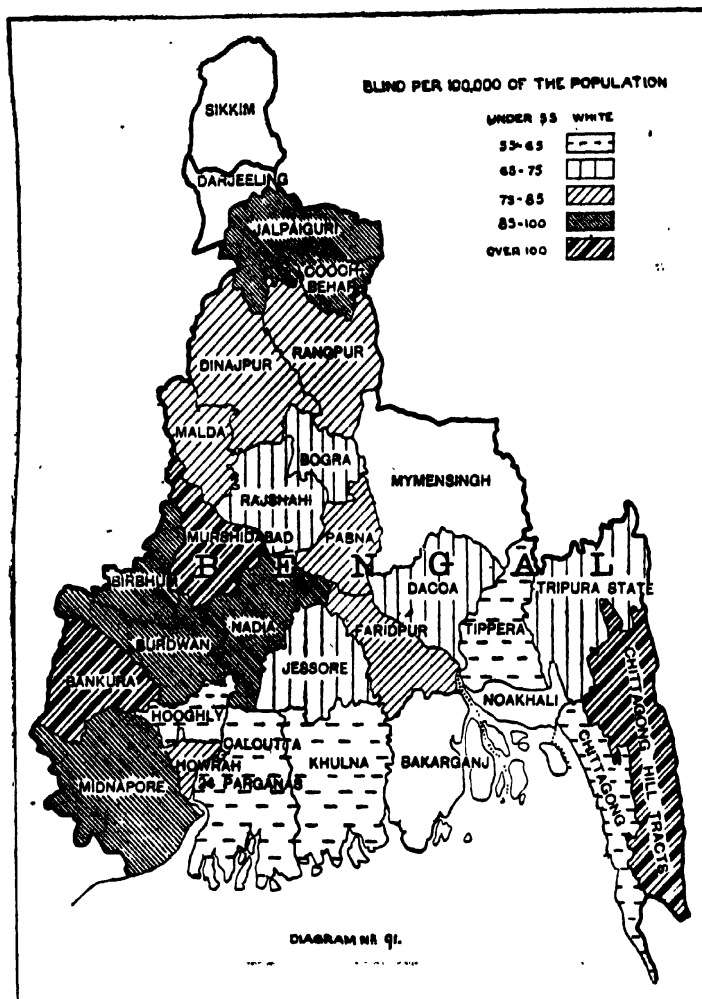 BLIND PER 100,000 OF THE POPULATION
UNDER 55 WHITE
55-65
65-75
75-85
85-100
OVER 100
SIKKIM
DARJEELING
JALPAIGURI
COOCH
BEHAR
DINAJPUR
RANGPUR
MALDA
BOGRA
MYMENSINGH
RAJSHAHI
MURSHIDABAD
PABNA
BENGAL
BIRBHUM
DACCA
TRIPURA STATE
BURDWAN
NADIA
FARIDPUR
TIPPERA
BANKURA
JESSORE
NOAKHALI
CHITTAGONG HILL TRACTS
HOOGHLY
CALCUTTA
KHULNA
BAKARGANJ
CHITTAGONG
MIDNAPORE
HOWRAH
24 PARGANAS
DIAGRAM No 91.